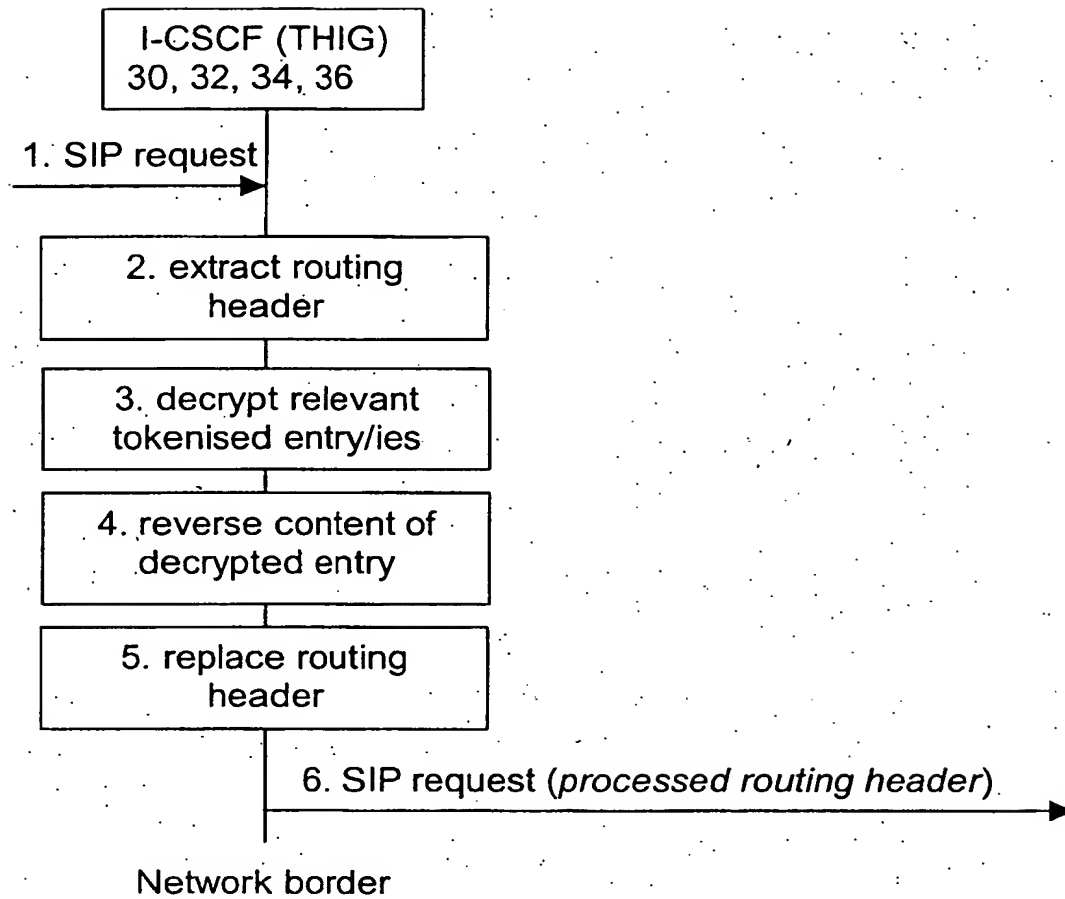 I-CSCF (THIG)
30, 32, 34, 36
1. SIP request
2. extract routing
header
3. decrypt relevant
tokenised entry/ies
4. reverse content of
decrypted entry
5. replace routing
header
6. SIP request (processed routing header)
Network border